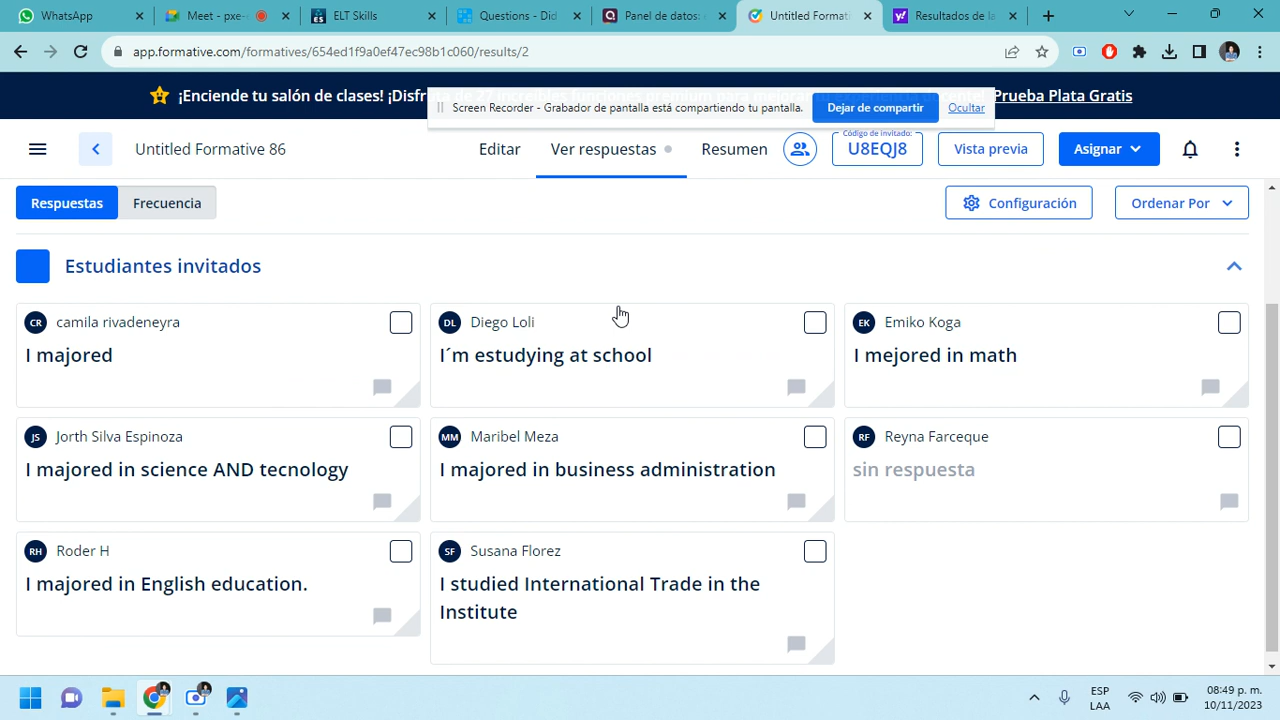 WhatsApp
Meet - pxe-
ELT Skills
Questions - Did
Panel de datos:
Untitled Formati
Resultados de la
app.formative.com/formatives/654ed1f9a0ef47ec98b1c060/results/2
¡Enciende tu salón de clases! ¡Disfr
Prueba Plata Gratis
Screen Recorder - Grabador de pantalla está compartiendo tu pantalla.
Dejar de compartir
Ocultar
Untitled Formative 86
Editar
Ver respuestas
Resumen
Código de invitado:
U8EQJ8
Vista previa
Asignar
Respuestas
Frecuencia
Configuración
Ordenar Por
Estudiantes invitados
CR camila rivadeneyra
I majored
DL Diego Loli
I´m estudying at school
EK Emiko Koga
I mejored in math
JS Jorth Silva Espinoza
I majored in science AND tecnology
MM Maribel Meza
I majored in business administration
RF Reyna Farceque
sin respuesta
RH Roder H
I majored in English education.
SF Susana Florez
I studied International Trade in the
Institute
ESP
LAA
08:49 p. m.
10/11/2023